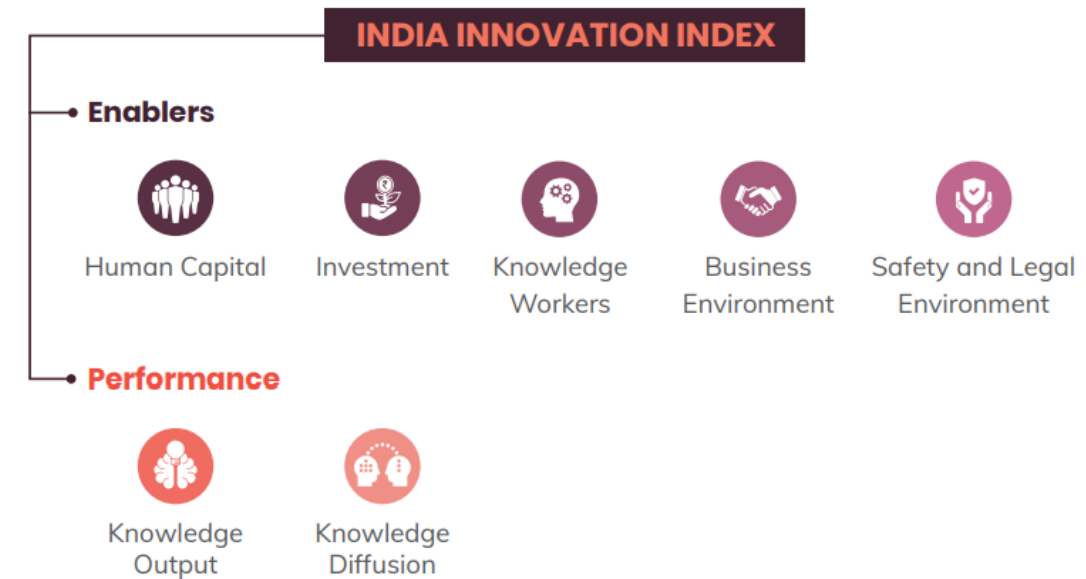 INDIA INNOVATION INDEX
Enablers
Human Capital
Investment
Knowledge
Workers
Business
Environment
Safety and Legal
Environment
Performance
Knowledge
Output
Knowledge
Diffusion